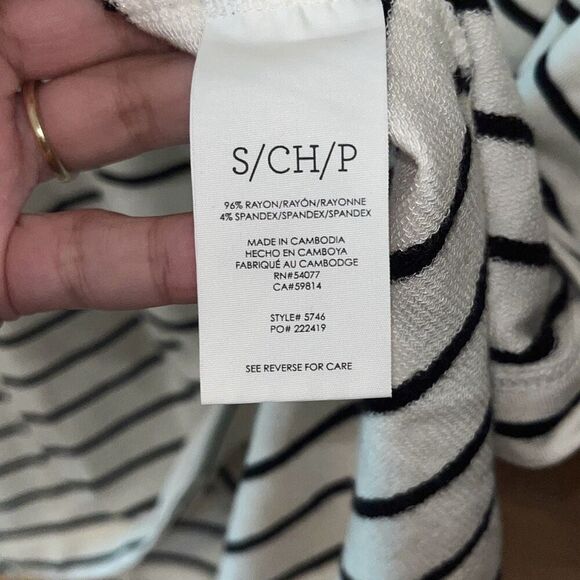 S/CH/P
96% RAYON/RAYÓN/RAYONNE
4% SPANDEX/SPANDEX/SPANDEX
MADE IN CAMBODIA
HECHO EN CAMBOYA
FABRIQUÉ AU CAMBODGE
RN#54077
CA#59814
STYLE# 5746
PO# 222419
SEE REVERSE FOR CARE